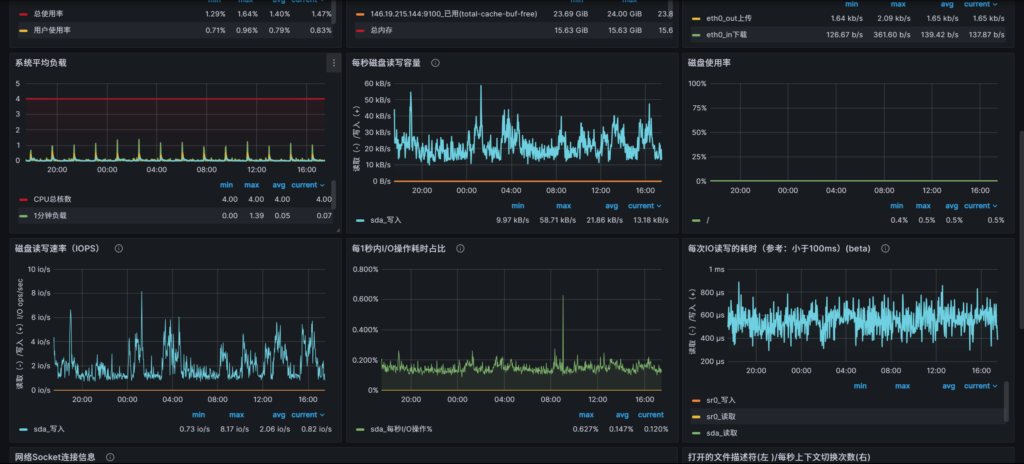 min max avg current
总使用率 1.29% 1.64% 1.40% 1.47%
用户使用率 0.71% 0.96% 0.79% 0.83%
min max
146.19.215.144:9100_已用(total-cache-buf-free) 23.69 GiB 24.00 GiB 23.8
总内存 15.63 GiB 15.63 GiB 15.6
min max avg current
eth0_out上传 1.64 kb/s 2.09 kb/s 1.65 kb/s 1.65 kb/s
eth0_in下载 126.67 b/s 361.60 b/s 139.42 b/s 137.87 b/s
系统平均负载
5
4
3
2
1
0
20:00 00:00 04:00 08:00 12:00 16:00
min max avg current
CPU总核数 4.00 4.00 4.00 4.00
1分钟负载 0.00 1.39 0.05 0.07
每秒磁盘读写容量
读取（-）/写入（+）
60 kB/s
50 kB/s
40 kB/s
30 kB/s
20 kB/s
10 kB/s
0 B/s
20:00 00:00 04:00 08:00 12:00 16:00
min max avg current
sda_写入 9.97 kB/s 58.71 kB/s 21.86 kB/s 13.18 kB/s
磁盘使用率
100%
75%
50%
25%
0%
20:00 00:00 04:00 08:00 12:00 16:00
min max avg current
/ 0.4% 0.5% 0.5% 0.5%
磁盘读写速率（IOPS）
读取（-）/写入（+）I/O ops/sec
10 io/s
8 io/s
6 io/s
4 io/s
2 io/s
0 io/s
20:00 00:00 04:00 08:00 12:00 16:00
min max avg current
sda_写入 0.73 io/s 8.17 io/s 2.06 io/s 0.82 io/s
每1秒内I/O操作耗时占比
0.800%
0.600%
0.400%
0.200%
0%
20:00 00:00 04:00 08:00 12:00 16:00
max avg current
sda_每秒I/O操作% 0.627% 0.147% 0.120%
每次IO读写的耗时（参考：小于100ms）(beta)
读取（-）/写入（+）
1 ms
800 µs
600 µs
400 µs
200 µs
20:00 00:00 04:00 08:00 12:00 16:00
min max avg current
sr0_写入
sr0_读取
sda_读取
网络Socket连接信息
打开的文件描述符(左 )/每秒上下文切换次数(右)